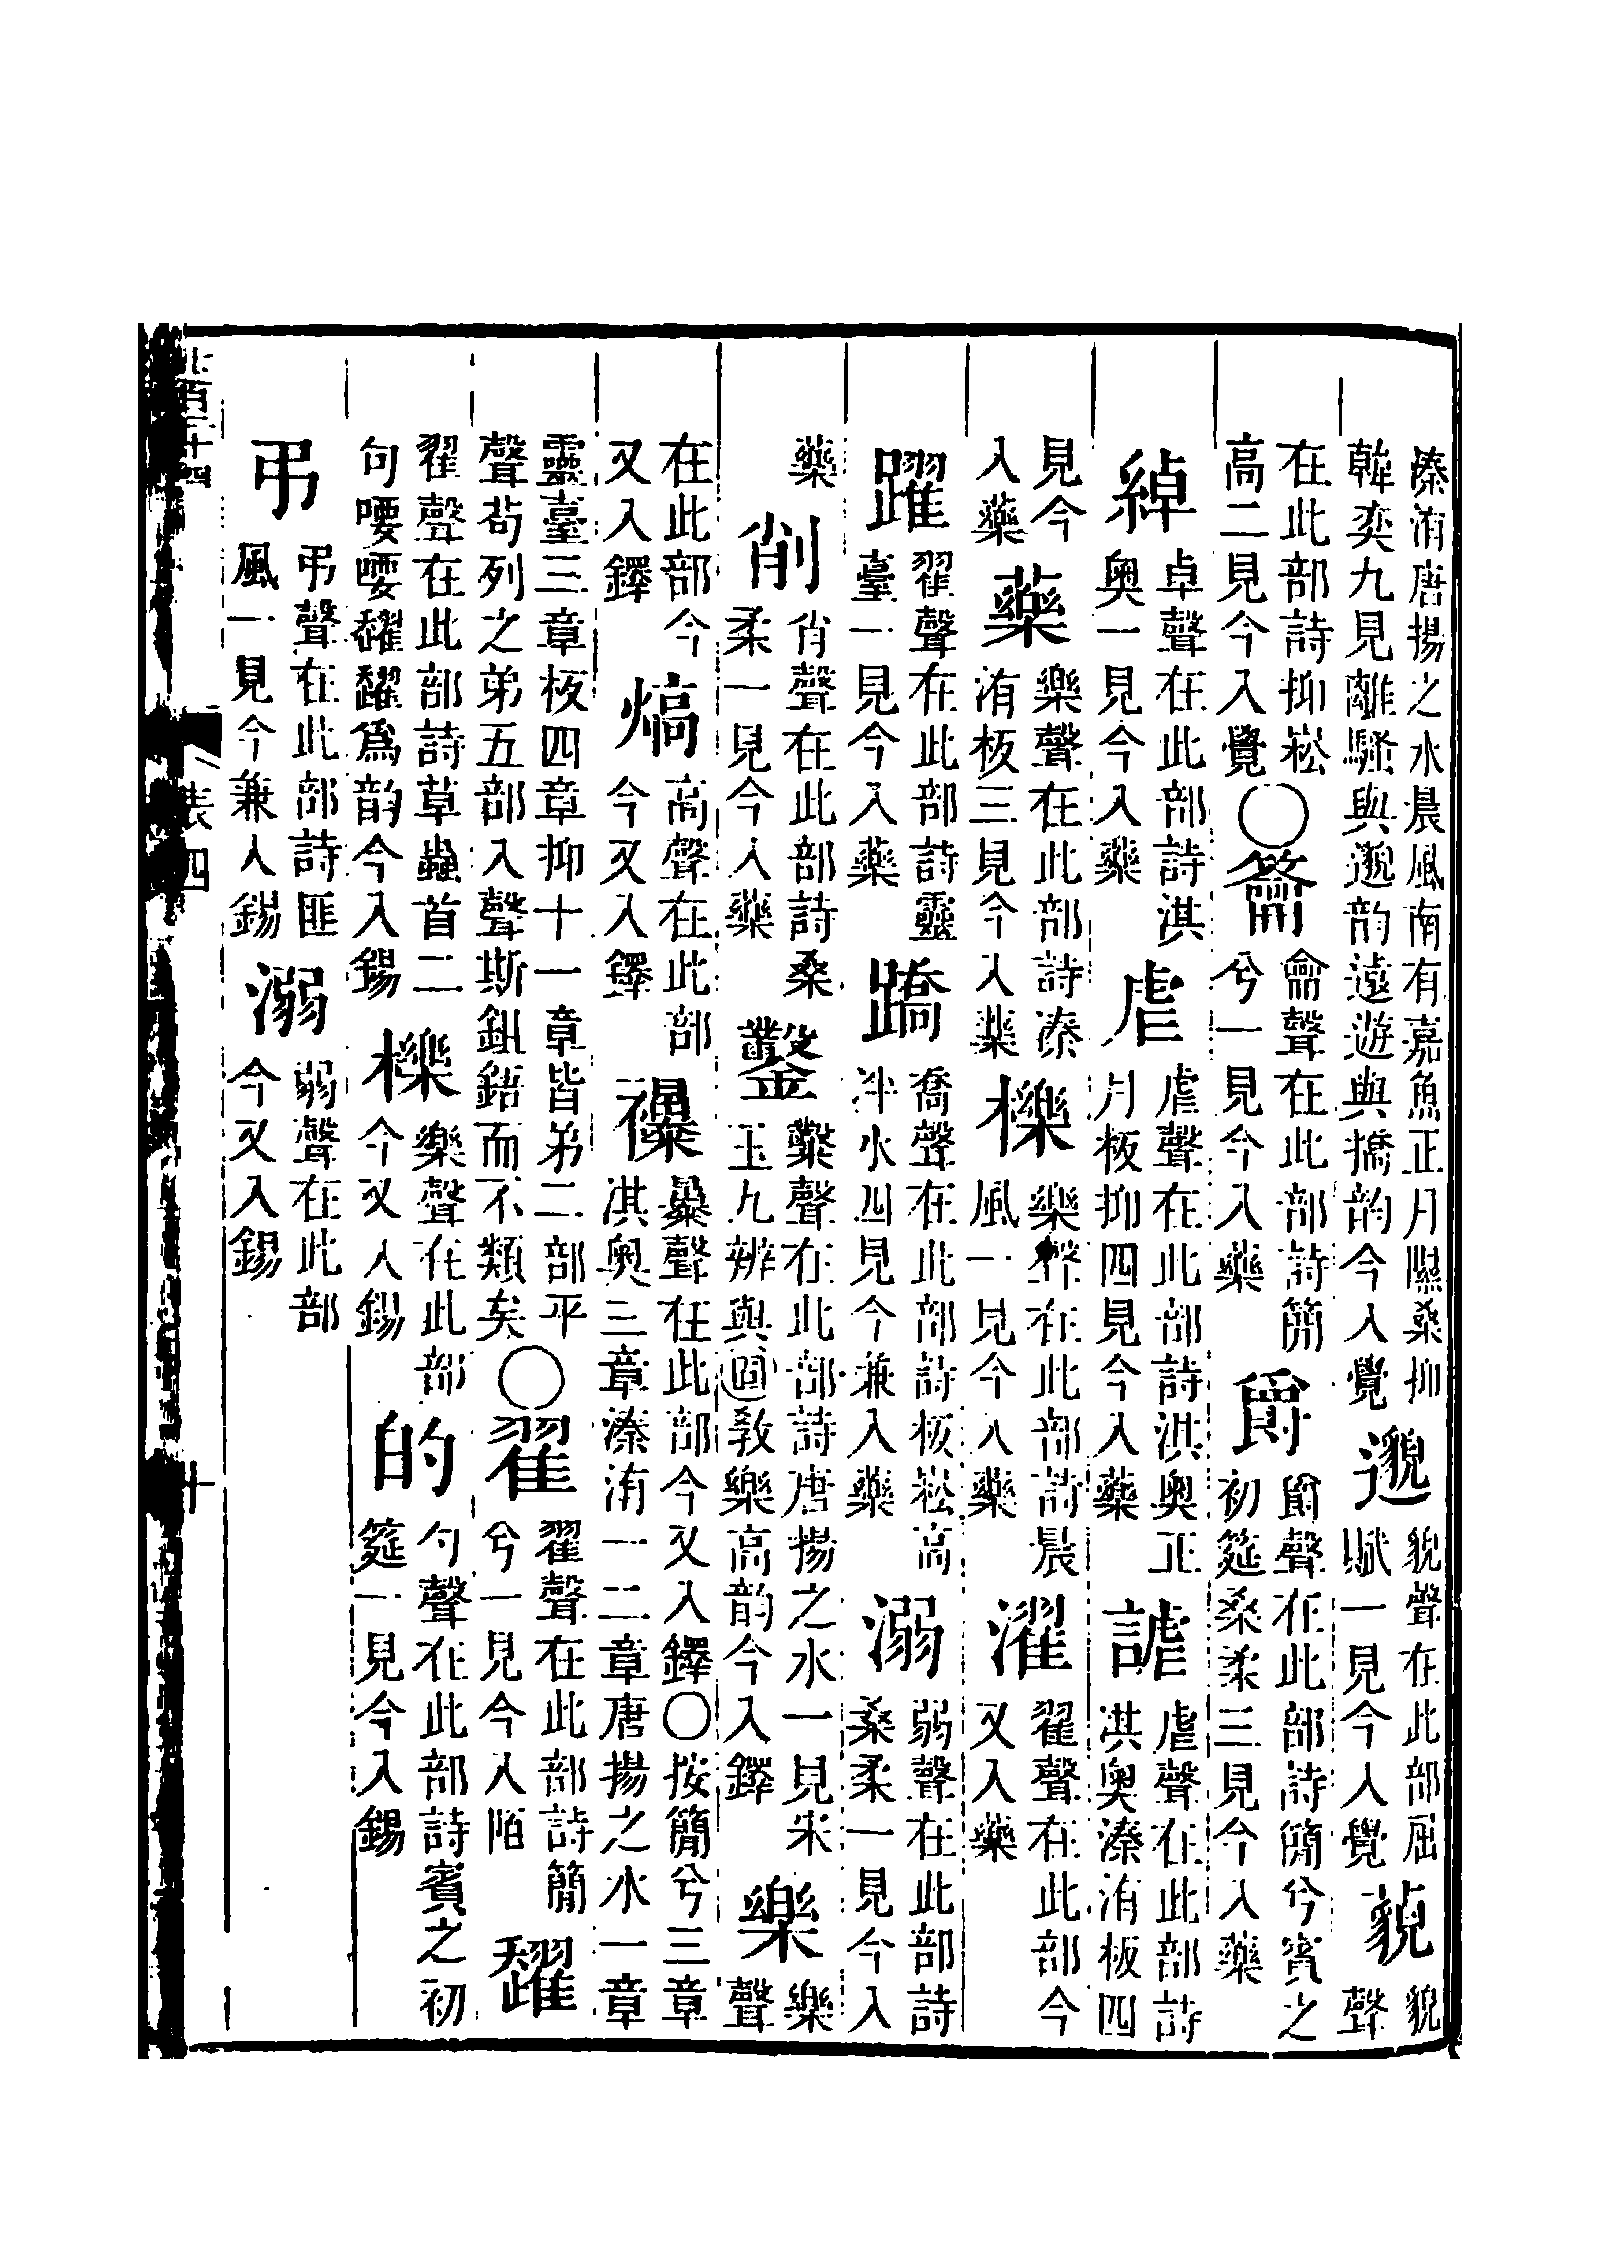 溱洧唐揚之水晨風南有嘉魚正月隰桑抑韓奕九見離騷與邈韵遠遊與撟韵今入覺邈貌聲在此部屈賦一見今入覺藐貌聲
在此部詩抑崧高二見今入覺〇籥龠聲在此部詩簡兮一見今入藥爵爵聲在此部詩簡兮賓之初筵桑柔三見今入藥
綽卓聲在此部詩淇奧一見今入藥虐虐聲在此部詩淇奧正月板抑四見今入藥謔虐聲在此部詩淇奧溱洧板四
見今入藥藥樂聲在此部詩溱洧板三見今入藥櫟樂聲在此部詩晨風一見今入藥濯翟聲在此部今又入藥
躍翟聲在此部詩靈臺一見今入藥蹻喬聲在此部詩板崧高泮水四見今兼入藥溺弱聲在此部詩桑柔一見今入
藥削肖聲在此部詩桑柔一見今入藥鑿鑿聲在此部詩唐揚之水一見宋玉九辨與教樂高韵今入鐸樂樂聲
在此部今又入鐸熇高聲在此部今又入鐸襮暴聲在此部今又入鐸〇按簡兮三章淇奧三章溱洧一二章唐揚之水一章
靈臺三章板四章抑十一章皆弟二部平聲茍列之弟五部入聲斯鉏鋙而不類矣〇翟翟聲在此部詩簡兮一見今入陌趯
翟聲在此部詩草蟲首二句喓喓趯趯爲韵今入錫櫟樂聲在此部今又入錫的勺聲在此部詩賓之初筵一見今入錫
弔弔聲在此部詩匪風一見今兼入錫溺弱聲在此部今又入錫
表四
十